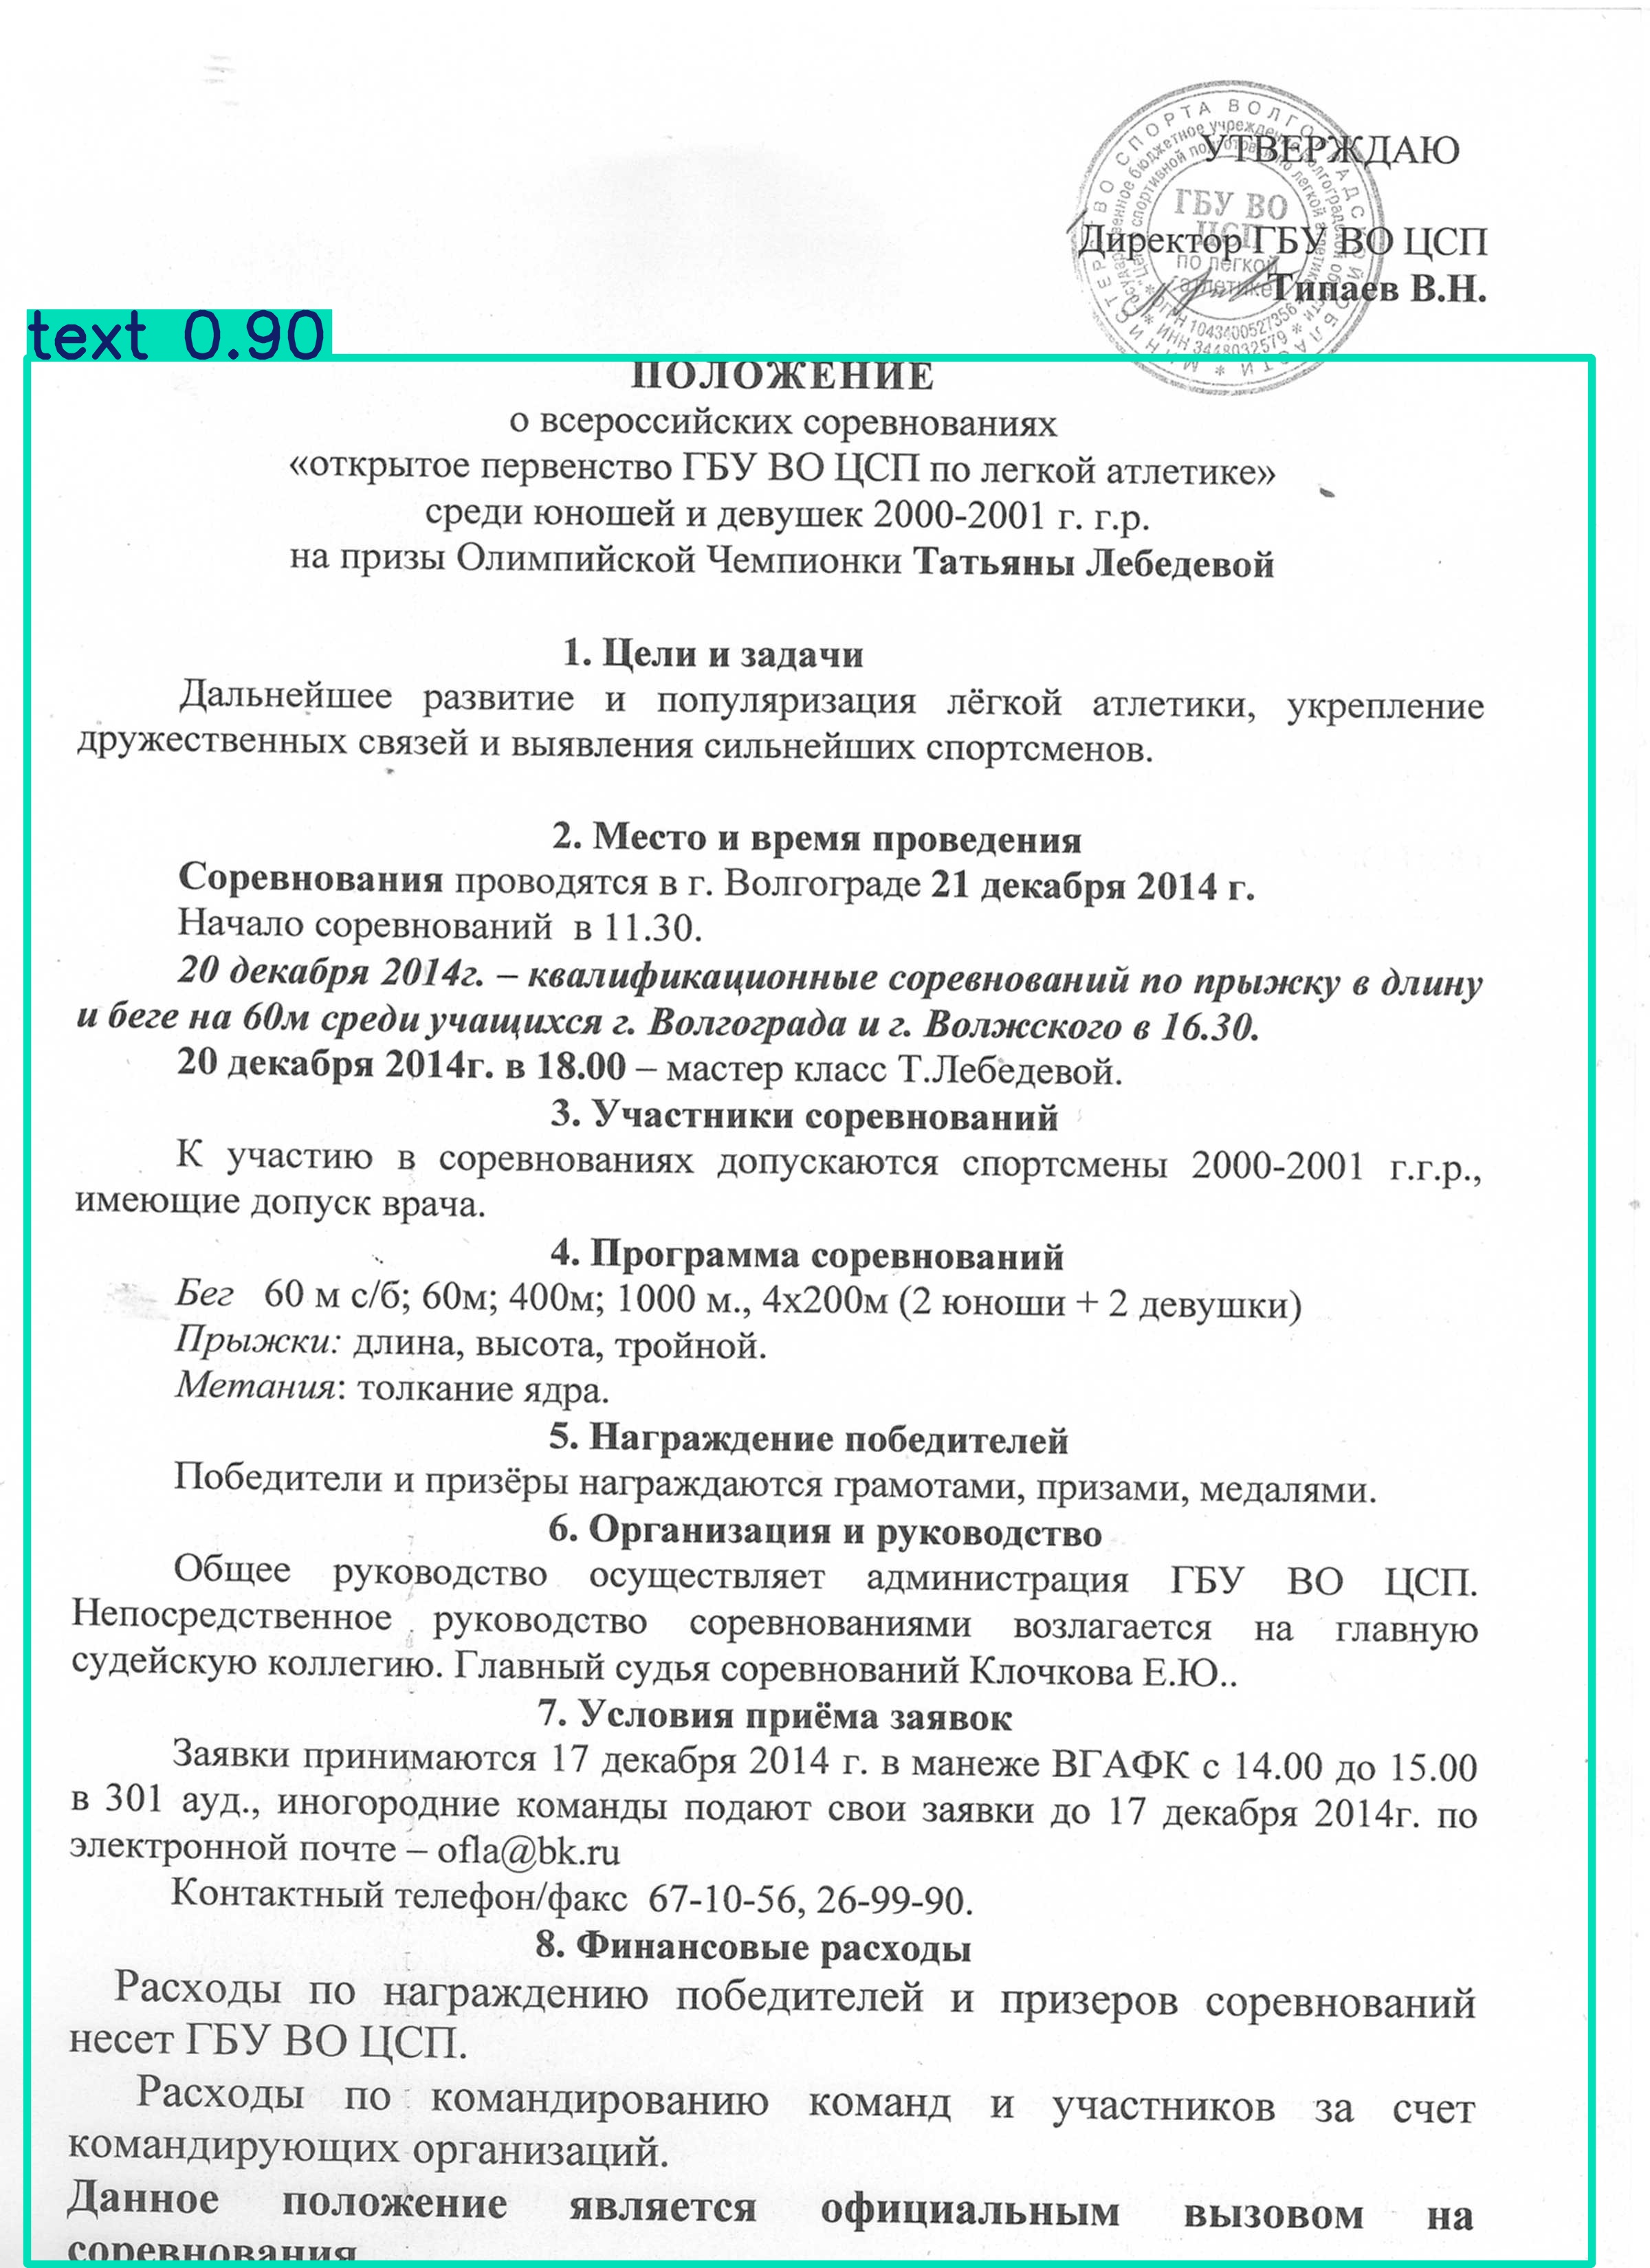 УТВЕРЖДАЮ
Директор ГБУ ВО ЦСП
Типаев В.Н.
ГБУ ВО
ЦСП
по легкой
атлетике
text 0.90
ПОЛОЖЕНИЕ
о всероссийских соревнованиях
«открытое первенство ГБУ ВО ЦСП по легкой атлетике»
среди юношей и девушек 2000-2001 г. г.р.
на призы Олимпийской Чемпионки Татьяны Лебедевой
1. Цели и задачи
Дальнейшее развитие и популяризация лёгкой атлетики, укрепление
дружественных связей и выявления сильнейших спортсменов.
2. Место и время проведения
Соревнования проводятся в г. Волгограде 21 декабря 2014 г.
Начало соревнований в 11.30.
20 декабря 2014г. – квалификационные соревнований по прыжку в длину
и беге на 60м среди учащихся г. Волгограда и г. Волжского в 16.30.
20 декабря 2014г. в 18.00 – мастер класс Т.Лебедевой.
3. Участники соревнований
К участию в соревнованиях допускаются спортсмены 2000-2001 г.г.р.,
имеющие допуск врача.
4. Программа соревнований
Бег 60 м с/б; 60м; 400м; 1000 м., 4х200м (2 юноши + 2 девушки)
Прыжки: длина, высота, тройной.
Метания: толкание ядра.
5. Награждение победителей
Победители и призёры награждаются грамотами, призами, медалями.
6. Организация и руководство
Общее руководство осуществляет администрация ГБУ ВО ЦСП.
Непосредственное руководство соревнованиями возлагается на главную
судейскую коллегию. Главный судья соревнований Клочкова Е.Ю..
7. Условия приёма заявок
Заявки принимаются 17 декабря 2014 г. в манеже ВГАФК с 14.00 до 15.00
в 301 ауд., иногородние команды подают свои заявки до 17 декабря 2014г. по
электронной почте – ofla@bk.ru
Контактный телефон/факс 67-10-56, 26-99-90.
8. Финансовые расходы
Расходы по награждению победителей и призеров соревнований
несет ГБУ ВО ЦСП.
Расходы по командированию команд и участников за счет
командирующих организаций.
Данное положение является официальным вызовом на
соревнования